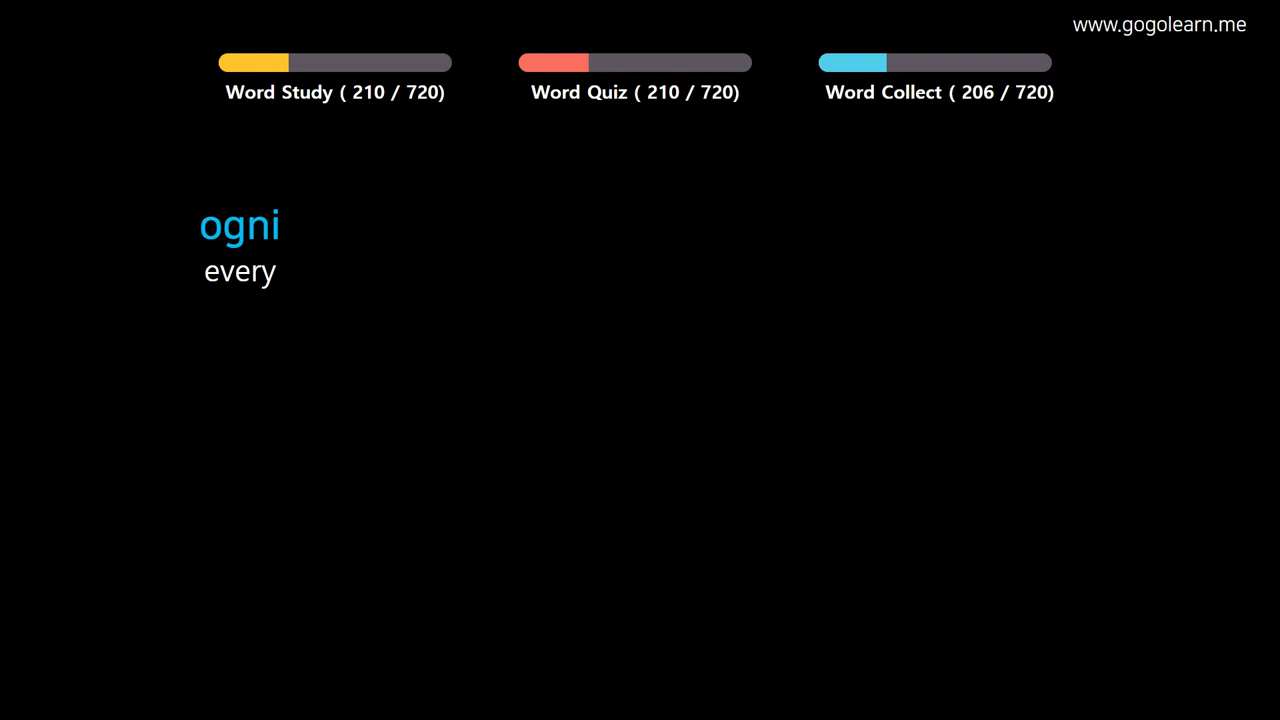 www.gogolearn.me
Word Study ( 210 / 720)
Word Quiz ( 210 / 720)
Word Collect ( 206 / 720)
ogni
every